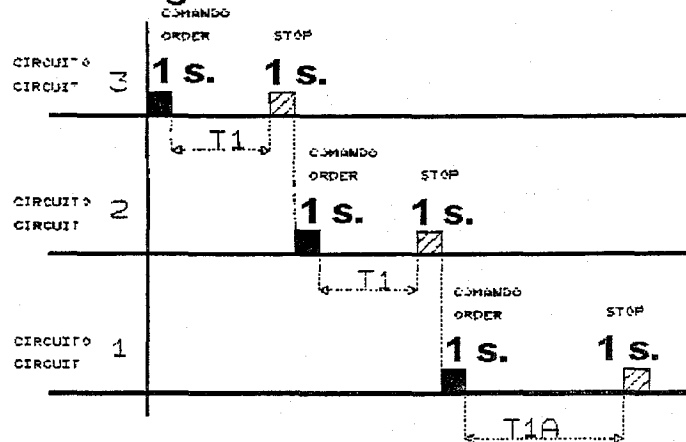 COMANDO
ORDER STOP
CIRCUITO
CIRCUIT 3 1 s. 1 s.
T1
COMANDO
ORDER STOP
CIRCUITO
CIRCUIT 2 1 s. 1 s.
T1
COMANDO
ORDER STOP
CIRCUITO
CIRCUIT 1 1 s. 1 s.
T1A